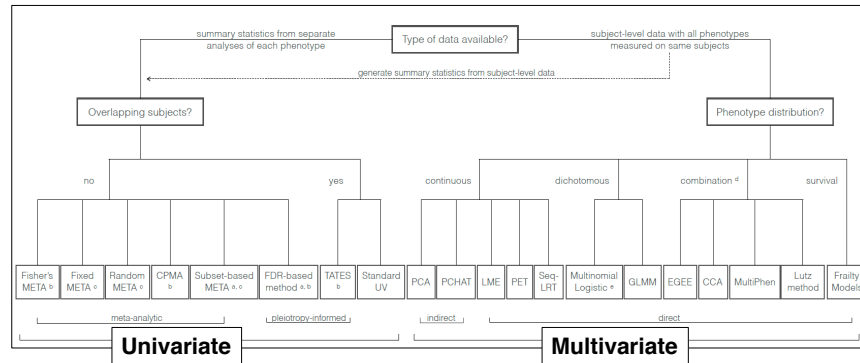 summary statistics from separate
analyses of each phenotype
Type of data available?
subject-level data with all phenotypes
measured on same subjects
generate summary statistics from subject-level data
Overlapping subjects?
Phenotype distribution?
no
yes
continuous
dichotomous
combination d
survival
Fisher's
META b
Fixed
META c
Random
META c
CPMA
b
Subset-based
META a, c
FDR-based
method a, b
TATES
b
Standard
UV
PCA
PCHAT
LME
PET
Seq-
LRT
Multinomial
Logistic e
GLMM
EGEE
CCA
MultiPhen
Lutz
method
Frailty
Models
meta-analytic
pleiotropy-informed
indirect
direct
Univariate
Multivariate